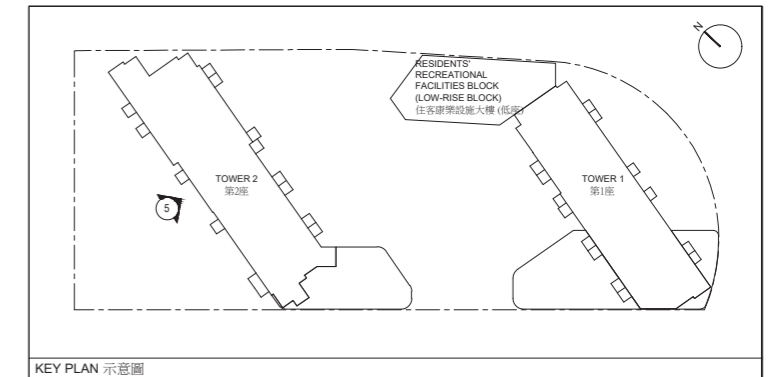 N
RESIDENTS'
RECREATIONAL
FACILITIES BLOCK
(LOW-RISE BLOCK)
住客康樂設施大樓 (低座)
TOWER 2
第2座
TOWER 1
第1座
5
KEY PLAN 示意圖